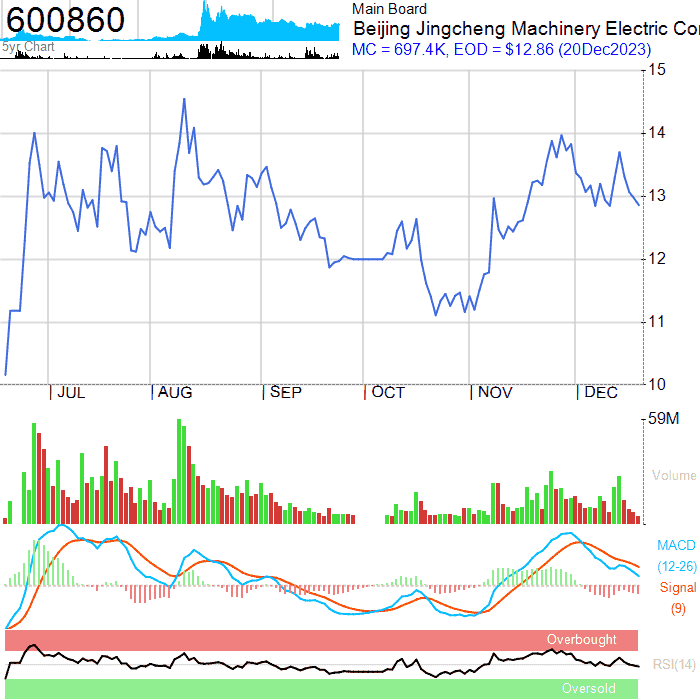 600860
5yr Chart
Main Board
Beijing Jingcheng Machinery Electric Co
MC = 697.4K, EOD = $12.86 (20Dec2023)
15
14
13
12
11
10
JUL AUG SEP OCT NOV DEC
59M
Volume
MACD
(12-26)
Signal
(9)
Overbought
RSI(14)
Oversold